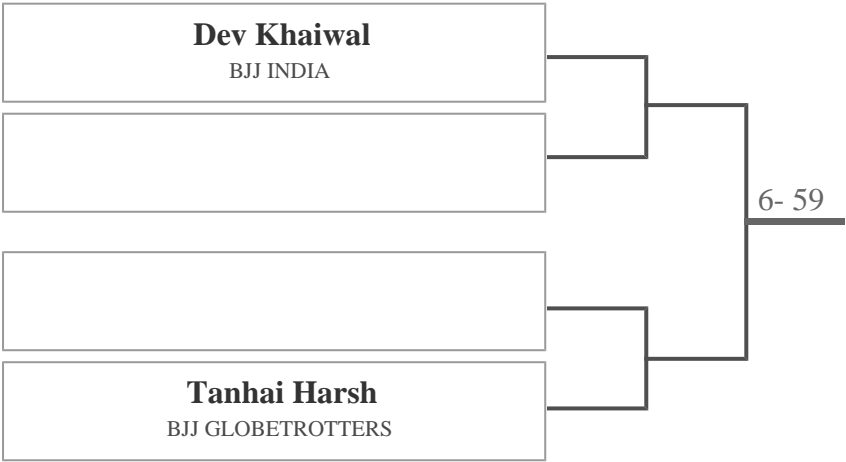 Dev Khaiwal
BJJ INDIA
6- 59
Tanhai Harsh
BJJ GLOBETROTTERS